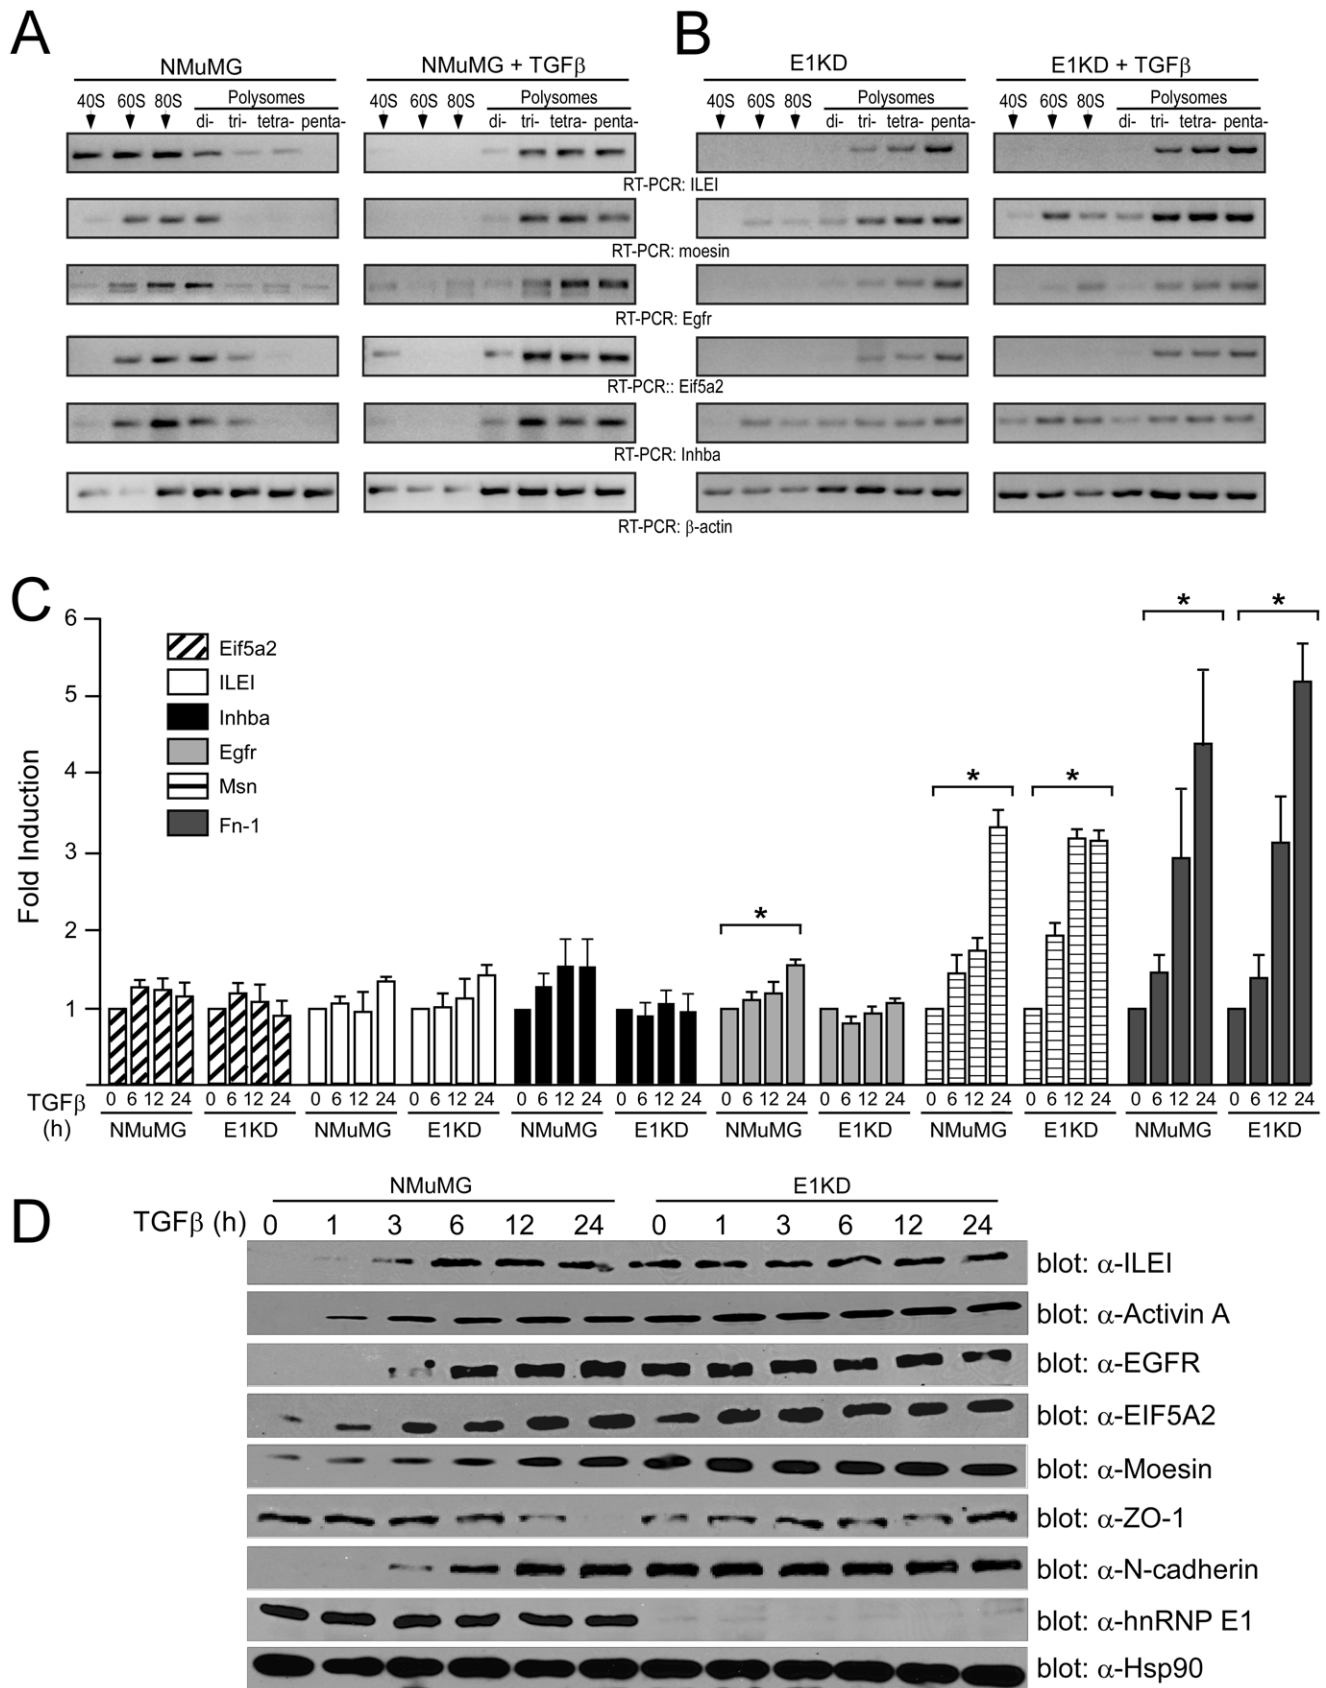 A
B
NMuMG
NMuMG + TGFβ
E1KD
E1KD + TGFβ
40S 60S 80S Polysomes
di- tri- tetra- penta-
40S 60S 80S Polysomes
di- tri- tetra- penta-
40S 60S 80S Polysomes
di- tri- tetra- penta-
40S 60S 80S Polysomes
di- tri- tetra- penta-
RT-PCR: ILEI
RT-PCR: moesin
RT-PCR: Egfr
RT-PCR:: Eif5a2
RT-PCR: Inhba
RT-PCR: β-actin
C
Fold Induction
6
5
4
3
2
1
Eif5a2
ILEI
Inhba
Egfr
Msn
Fn-1
* * * * *
TGFβ 0 6 12 24 0 6 12 24 0 6 12 24 0 6 12 24 0 6 12 24 0 6 12 24 0 6 12 24 0 6 12 24 0 6 12 24 0 6 12 24 0 6 12 24 0 6 12 24
(h) NMuMG E1KD NMuMG E1KD NMuMG E1KD NMuMG E1KD NMuMG E1KD NMuMG E1KD
D
NMuMG E1KD
TGFβ (h) 0 1 3 6 12 24 0 1 3 6 12 24
blot: α-ILEI
blot: α-Activin A
blot: α-EGFR
blot: α-EIF5A2
blot: α-Moesin
blot: α-ZO-1
blot: α-N-cadherin
blot: α-hnRNP E1
blot: α-Hsp90